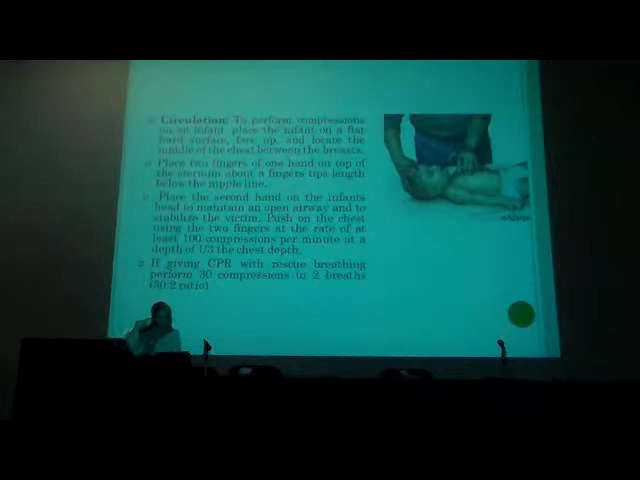 Circulation: To perform compressions
on an infant, place the infant on a flat
hard surface, face up, and locate the
middle of the chest between the breasts.
Place two fingers of one hand on top of
the sternum about a fingers tips length
below the nipple line.
Place the second hand on the infants
head to maintain an open airway and to
stabilize the victim. Push on the chest
using the two fingers at the rate of at
least 100 compressions per minute at a
depth of 1/3 the chest depth.
If giving CPR with rescue breathing
perform 30 compressions to 2 breaths
(30:2 ratio)